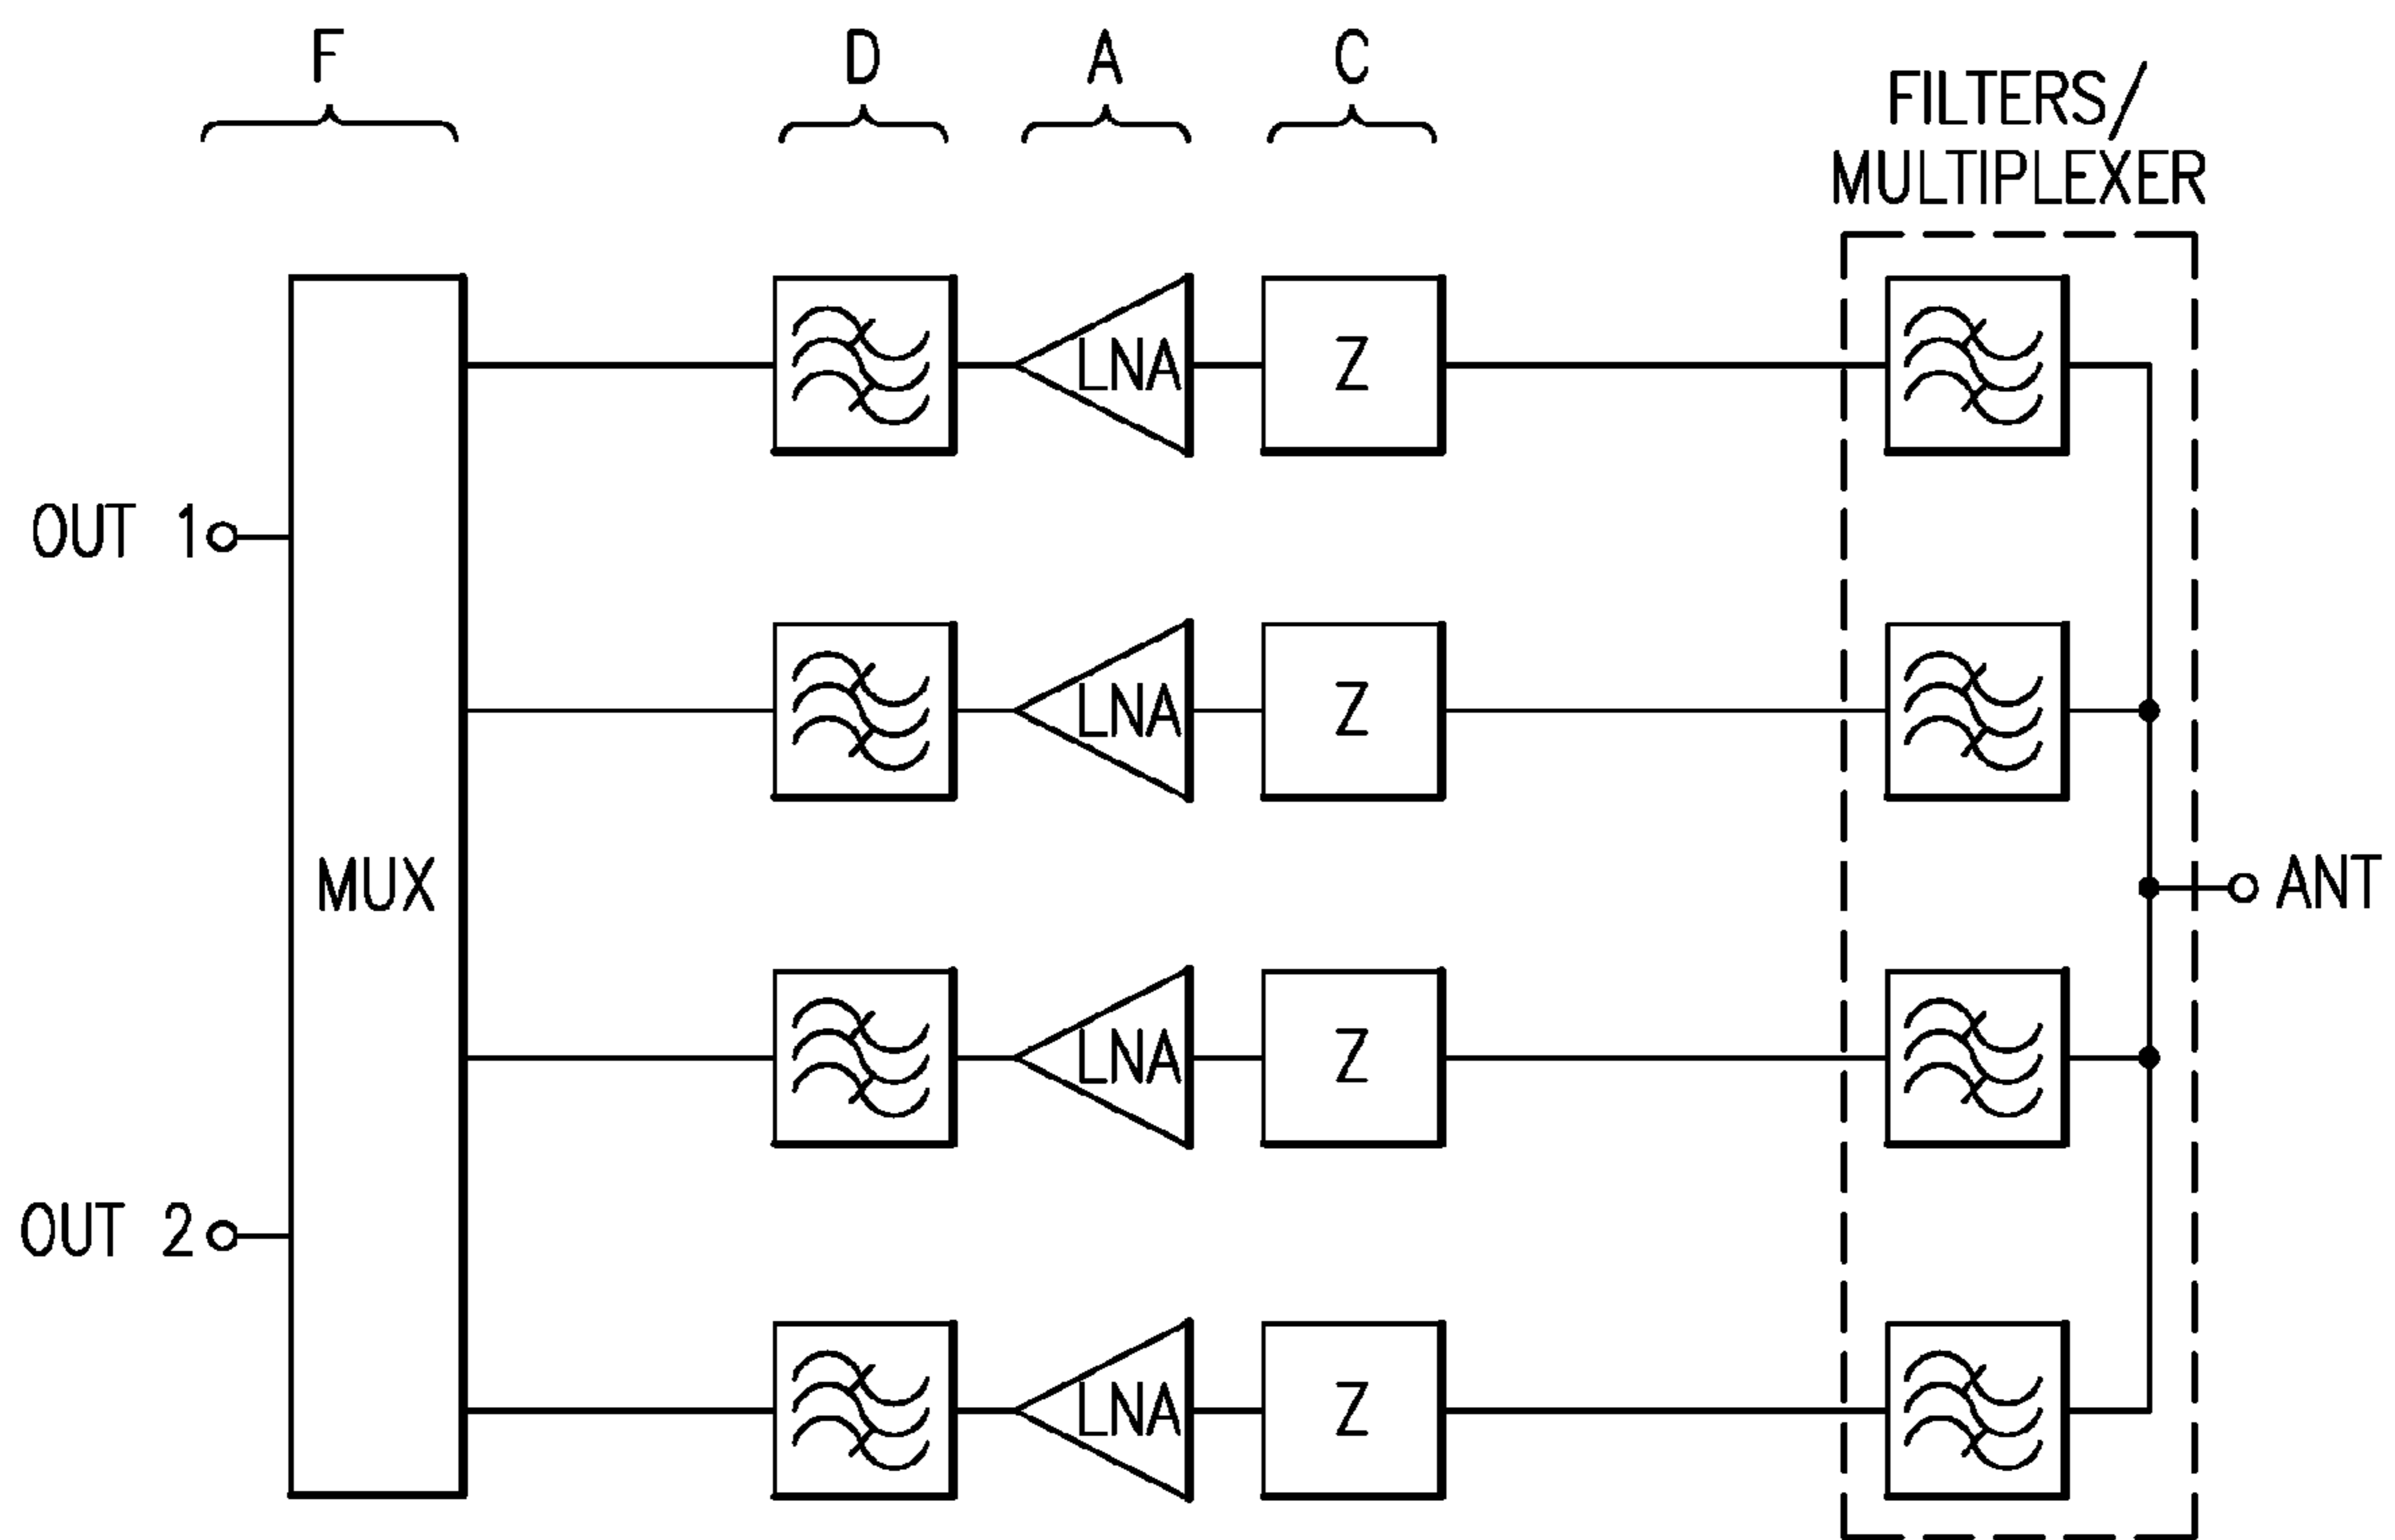 F D A C
FILTERS/
MULTIPLEXER
LNA Z
OUT 1
LNA Z
MUX
ANT
LNA Z
OUT 2
LNA Z